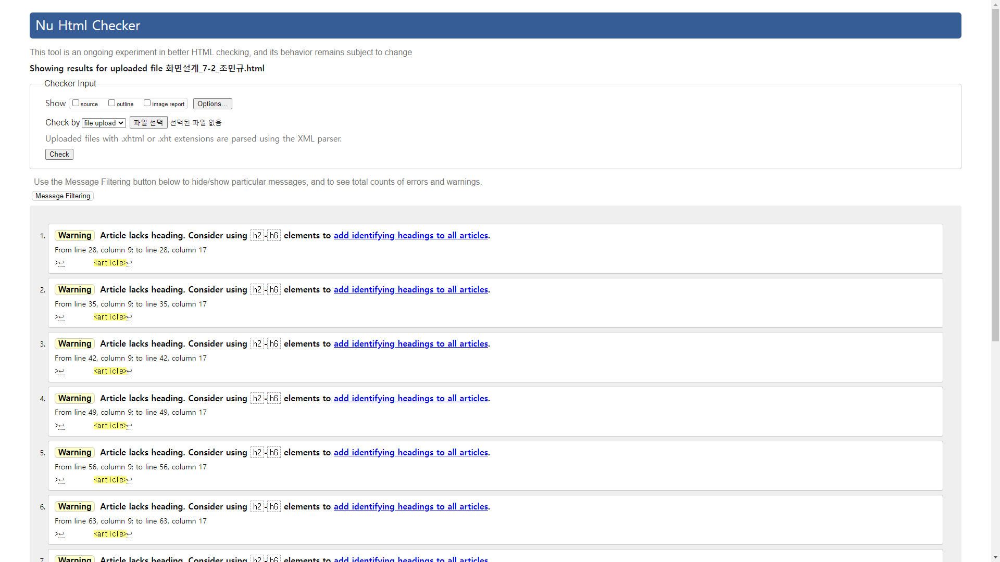 Nu Html Checker
This tool is an ongoing experiment in better HTML checking, and its behavior remains subject to change
Showing results for uploaded file 화면설계_7-2_조민규.html
Checker Input
Show source outline image report Options...
Check by file upload 파일 선택 선택된 파일 없음
Uploaded files with .xhtml or .xht extensions are parsed using the XML parser.
Check
Use the Message Filtering button below to hide/show particular messages, and to see total counts of errors and warnings.
Message Filtering
1. Warning Article lacks heading. Consider using h2-h6 elements to add identifying headings to all articles.
From line 28, column 9; to line 28, column 17
>↩ <article>↩
2. Warning Article lacks heading. Consider using h2-h6 elements to add identifying headings to all articles.
From line 35, column 9; to line 35, column 17
>↩ <article>↩
3. Warning Article lacks heading. Consider using h2-h6 elements to add identifying headings to all articles.
From line 42, column 9; to line 42, column 17
>↩ <article>↩
4. Warning Article lacks heading. Consider using h2-h6 elements to add identifying headings to all articles.
From line 49, column 9; to line 49, column 17
>↩ <article>↩
5. Warning Article lacks heading. Consider using h2-h6 elements to add identifying headings to all articles.
From line 56, column 9; to line 56, column 17
>↩ <article>↩
6. Warning Article lacks heading. Consider using h2-h6 elements to add identifying headings to all articles.
From line 63, column 9; to line 63, column 17
>↩ <article>↩
7. Warning Article lacks heading. Consider using h2-h6 elements to add identifying headings to all articles.